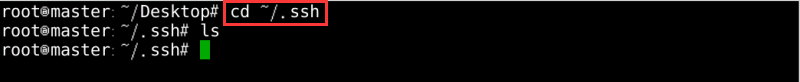 root@master:~/Desktop# cd ~/.ssh
root@master:~/.ssh# ls
root@master:~/.ssh#